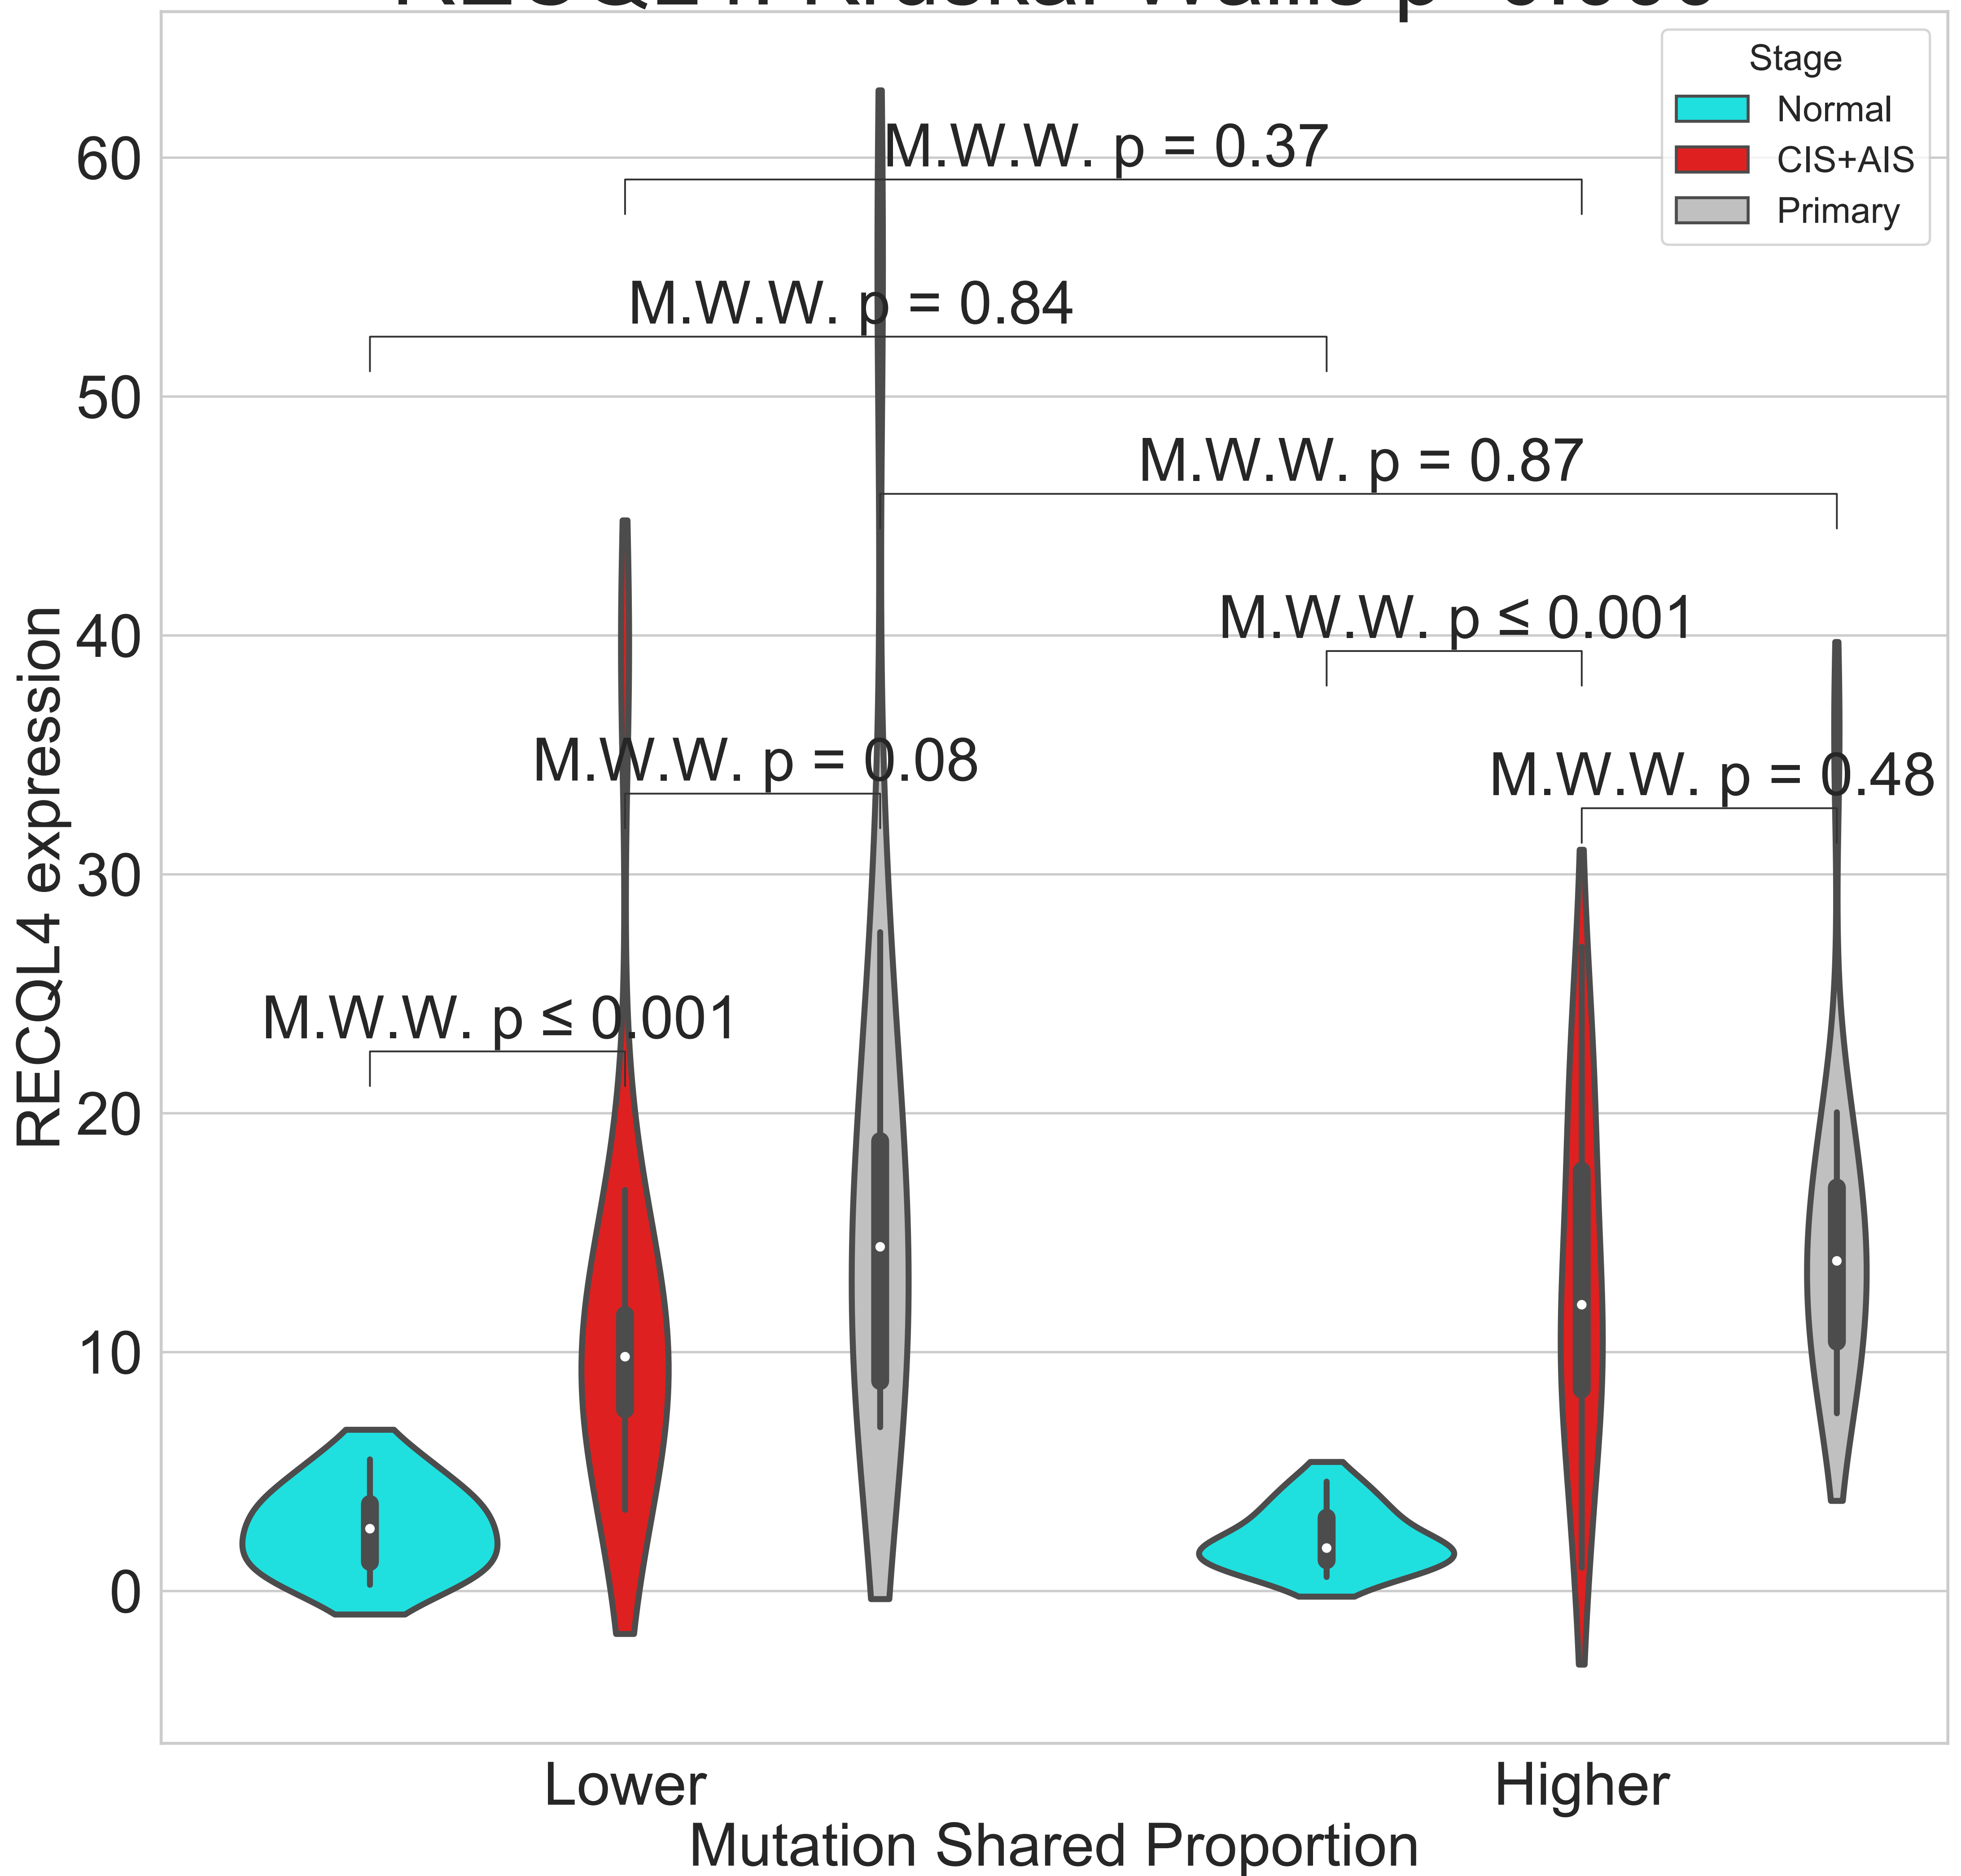 Stage
Normal
CIS+AIS
Primary
M.W.W. p = 0.37
M.W.W. p = 0.84
M.W.W. p = 0.87
M.W.W. p ≤ 0.001
M.W.W. p = 0.08
M.W.W. p = 0.48
M.W.W. p ≤ 0.001
RECQL4 expression
60
50
40
30
20
10
0
Lower
Higher
Mutation Shared Proportion